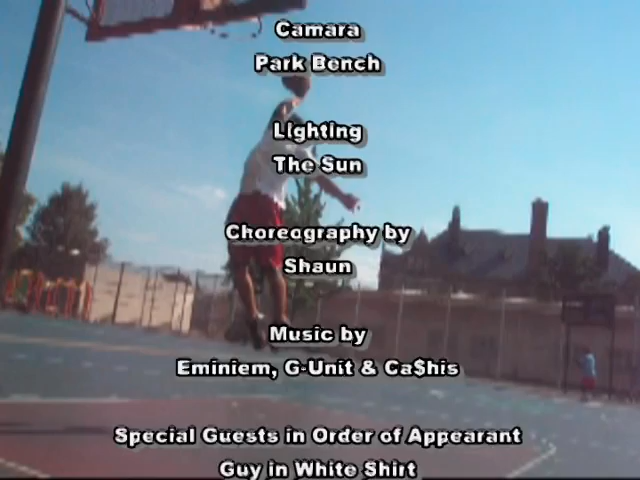 Camara
Park Bench
Lighting
The Sun
Choreography by
Shaun
Music by
Eminiem, G-Unit & Ca$his
Special Guests in Order of Appearant
Guy in White Shirt